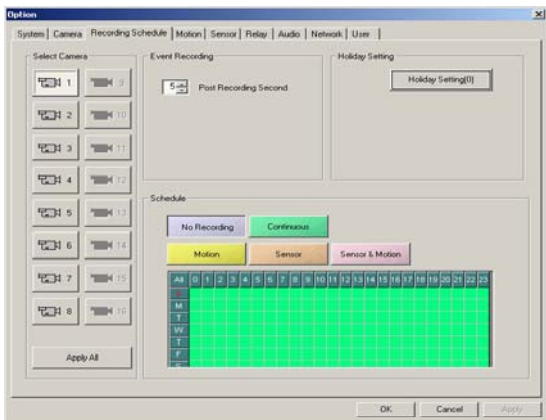 Option
System Camera Recording Schedule Motion Sensor Relay Audio Network User
Select Camera
1 9
2 10
3 11
4 12
5 13
6 14
7 15
8 16
Apply All
Event Recording
5 Post Recording Second
Holiday Setting
Holiday Setting(0)
Schedule
No Recording Continuous
Motion Sensor Sensor & Motion
All 0 1 2 3 4 5 6 7 8 9 10 11 12 13 14 15 16 17 18 19 20 21 22 23
S
M
T
W
T
F
OK Cancel Apply